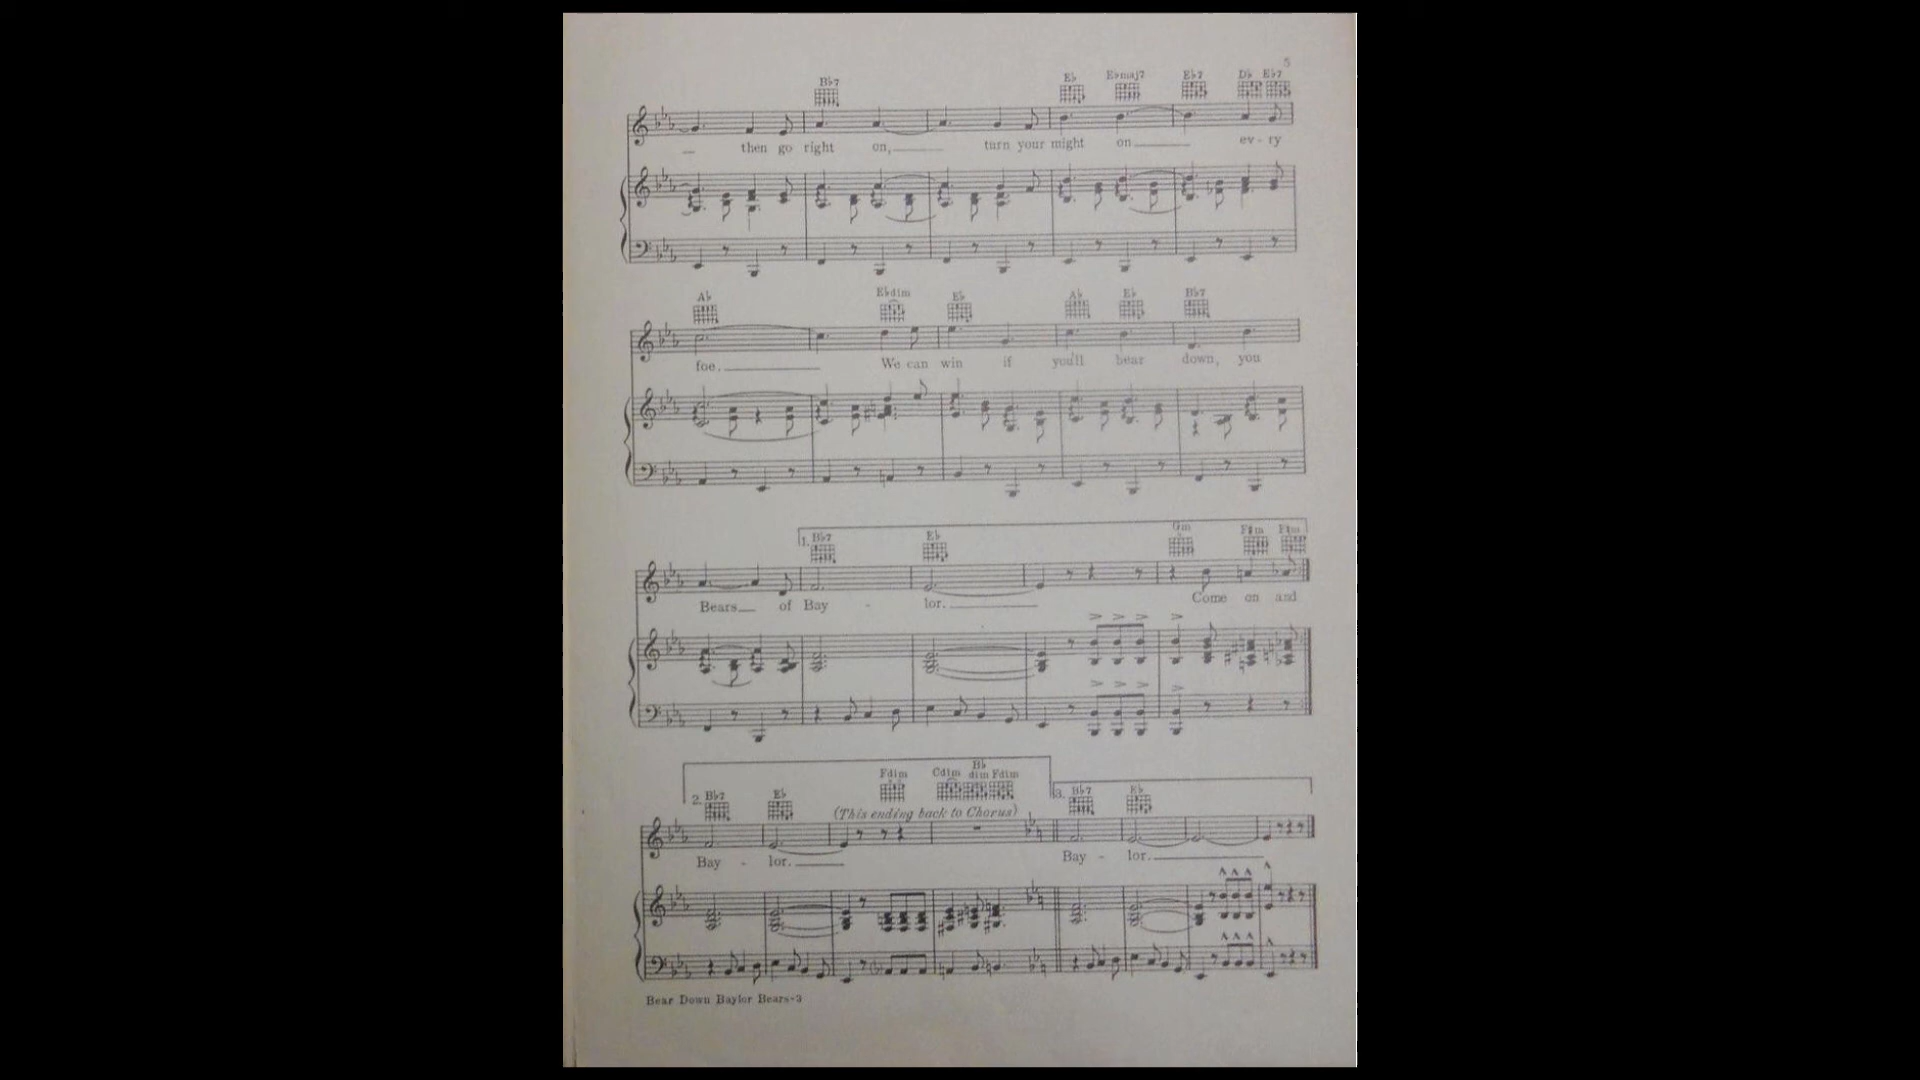 5
B♭7 E♭ E♭maj7 E♭7 D♭ E♭7
then go right on, turn your might on ev-ry
A♭ E♭dim E♭ A♭ E♭ B♭7
foe. We can win if you'll bear down, you
1. B♭7 E♭ Gm F♯m
Bears of Bay - lor. Come on and
2. B♭7 E♭ Fdim Cdim B♭dim Fdim 3. B♭7 E♭
(This ending back to Chorus)
Bay - lor. Bay - lor.
Bear Down Baylor Bears-3